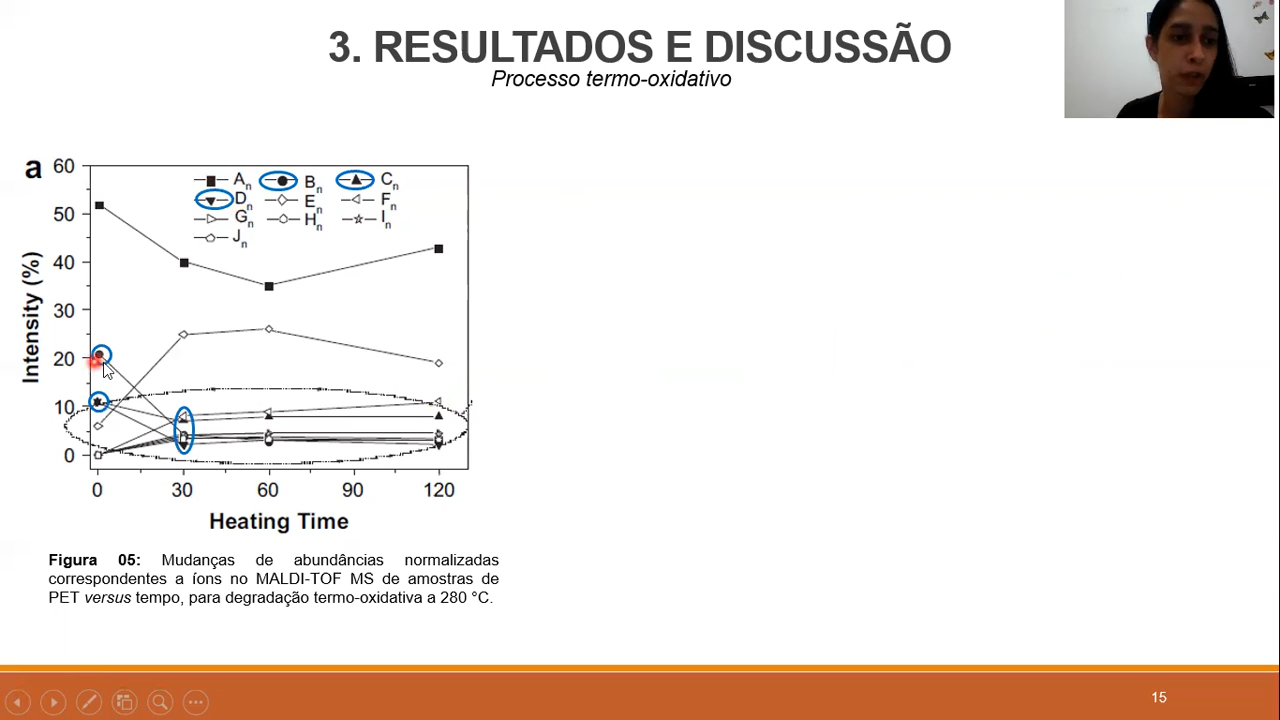 3. RESULTADOS E DISCUSSÃO
Processo termo-oxidativo
a
60
50
40
30
20
10
0
Intensity (%)
An Bn Cn
Dn En Fn
Gn Hn In
Jn
0 30 60 90 120
Heating Time
Figura 05: Mudanças de abundâncias normalizadas
correspondentes a íons no MALDI-TOF MS de amostras de
PET versus tempo, para degradação termo-oxidativa a 280 °C.
15